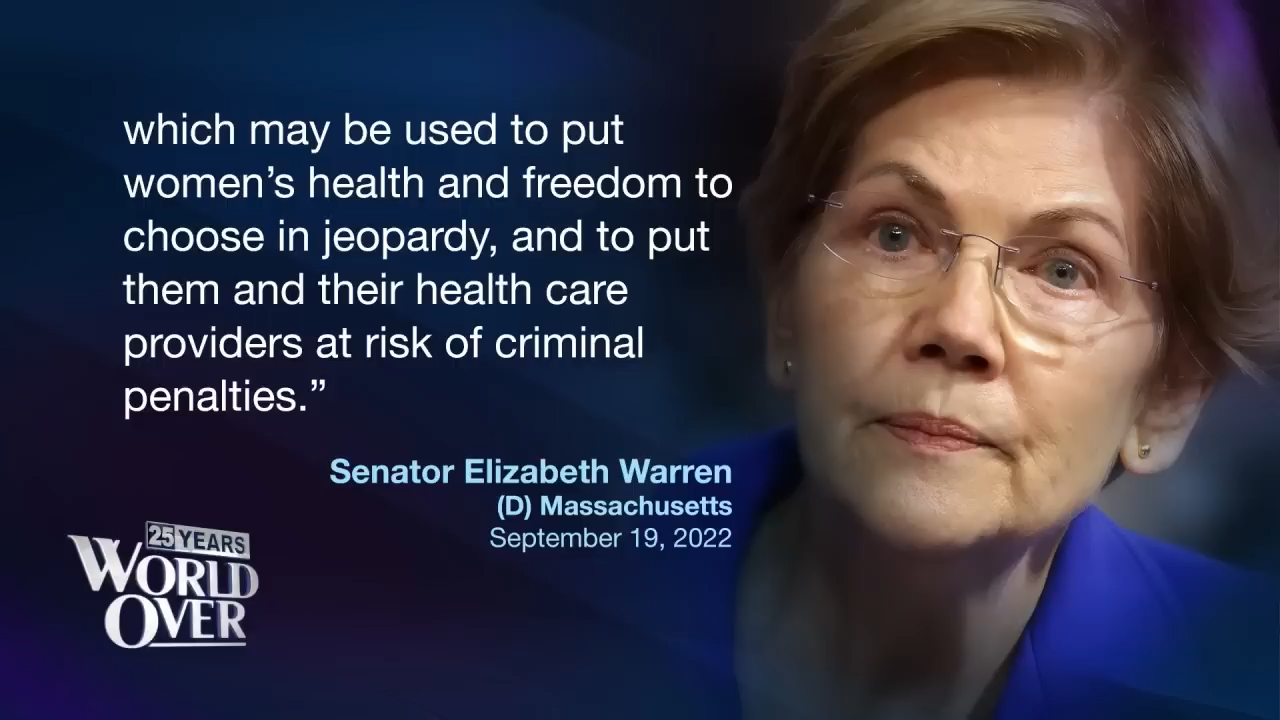 which may be used to put
women’s health and freedom to
choose in jeopardy, and to put
them and their health care
providers at risk of criminal
penalties.”
Senator Elizabeth Warren
(D) Massachusetts
September 19, 2022
25 YEARS
WORLD
OVER